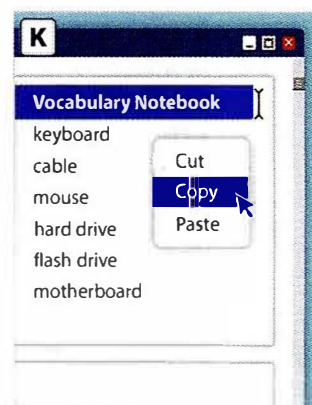 K
Vocabulary Notebook
keyboard
cable
mouse
hard drive
flash drive
motherboard
Cut
Copy
Paste